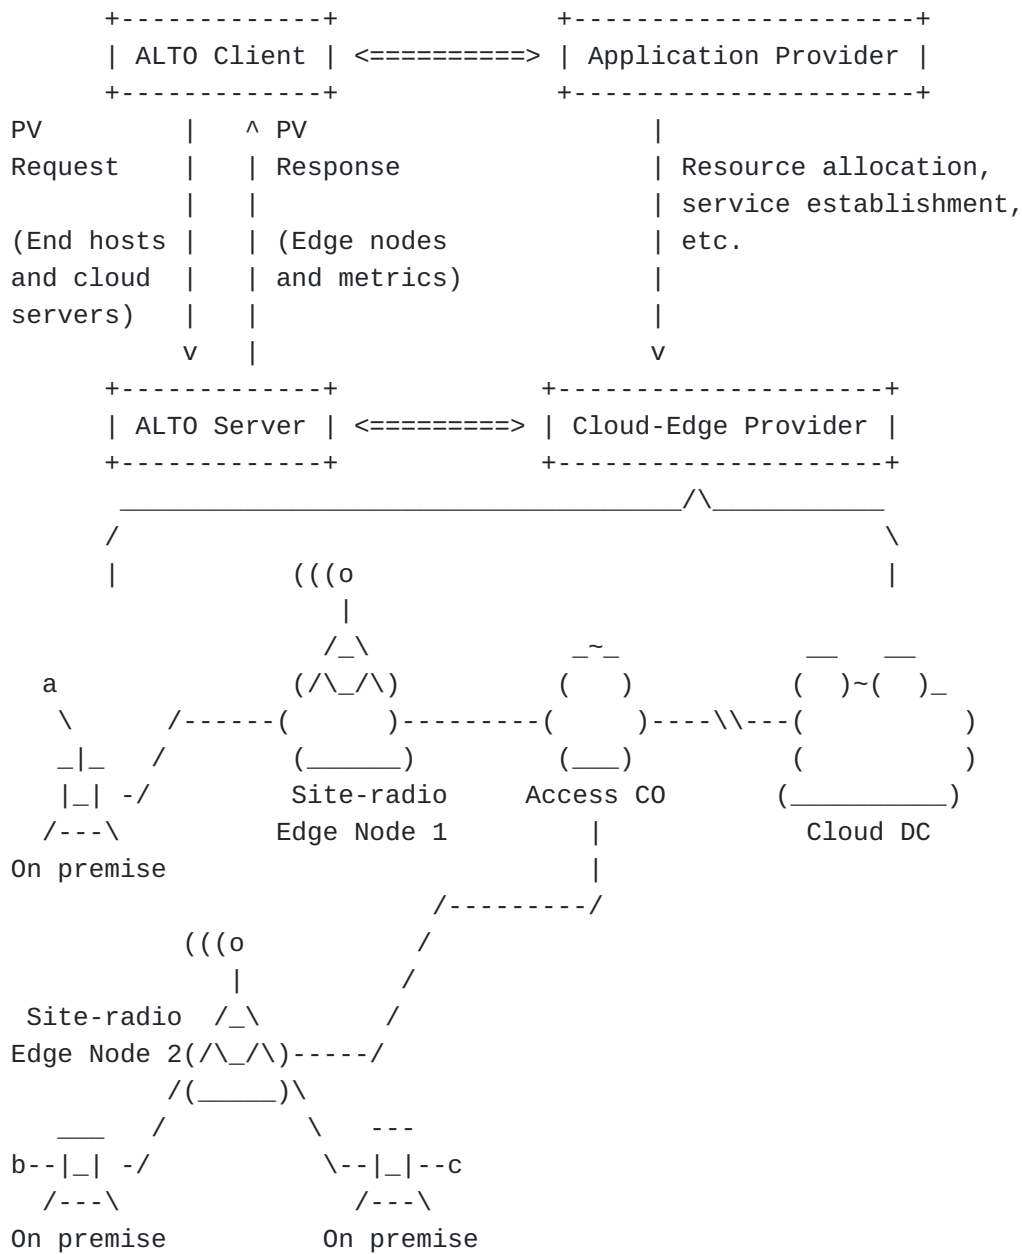 ALTO Client <==========> Application Provider
PV PV
Request Response Resource allocation,
service establishment,
(End hosts (Edge nodes etc.
and cloud and metrics)
servers)
ALTO Server <=========> Cloud-Edge Provider
(((o
a
Site-radio Access CO
Edge Node 1 Cloud DC
On premise
(((o
Site-radio
Edge Node 2
b c
On premise On premise